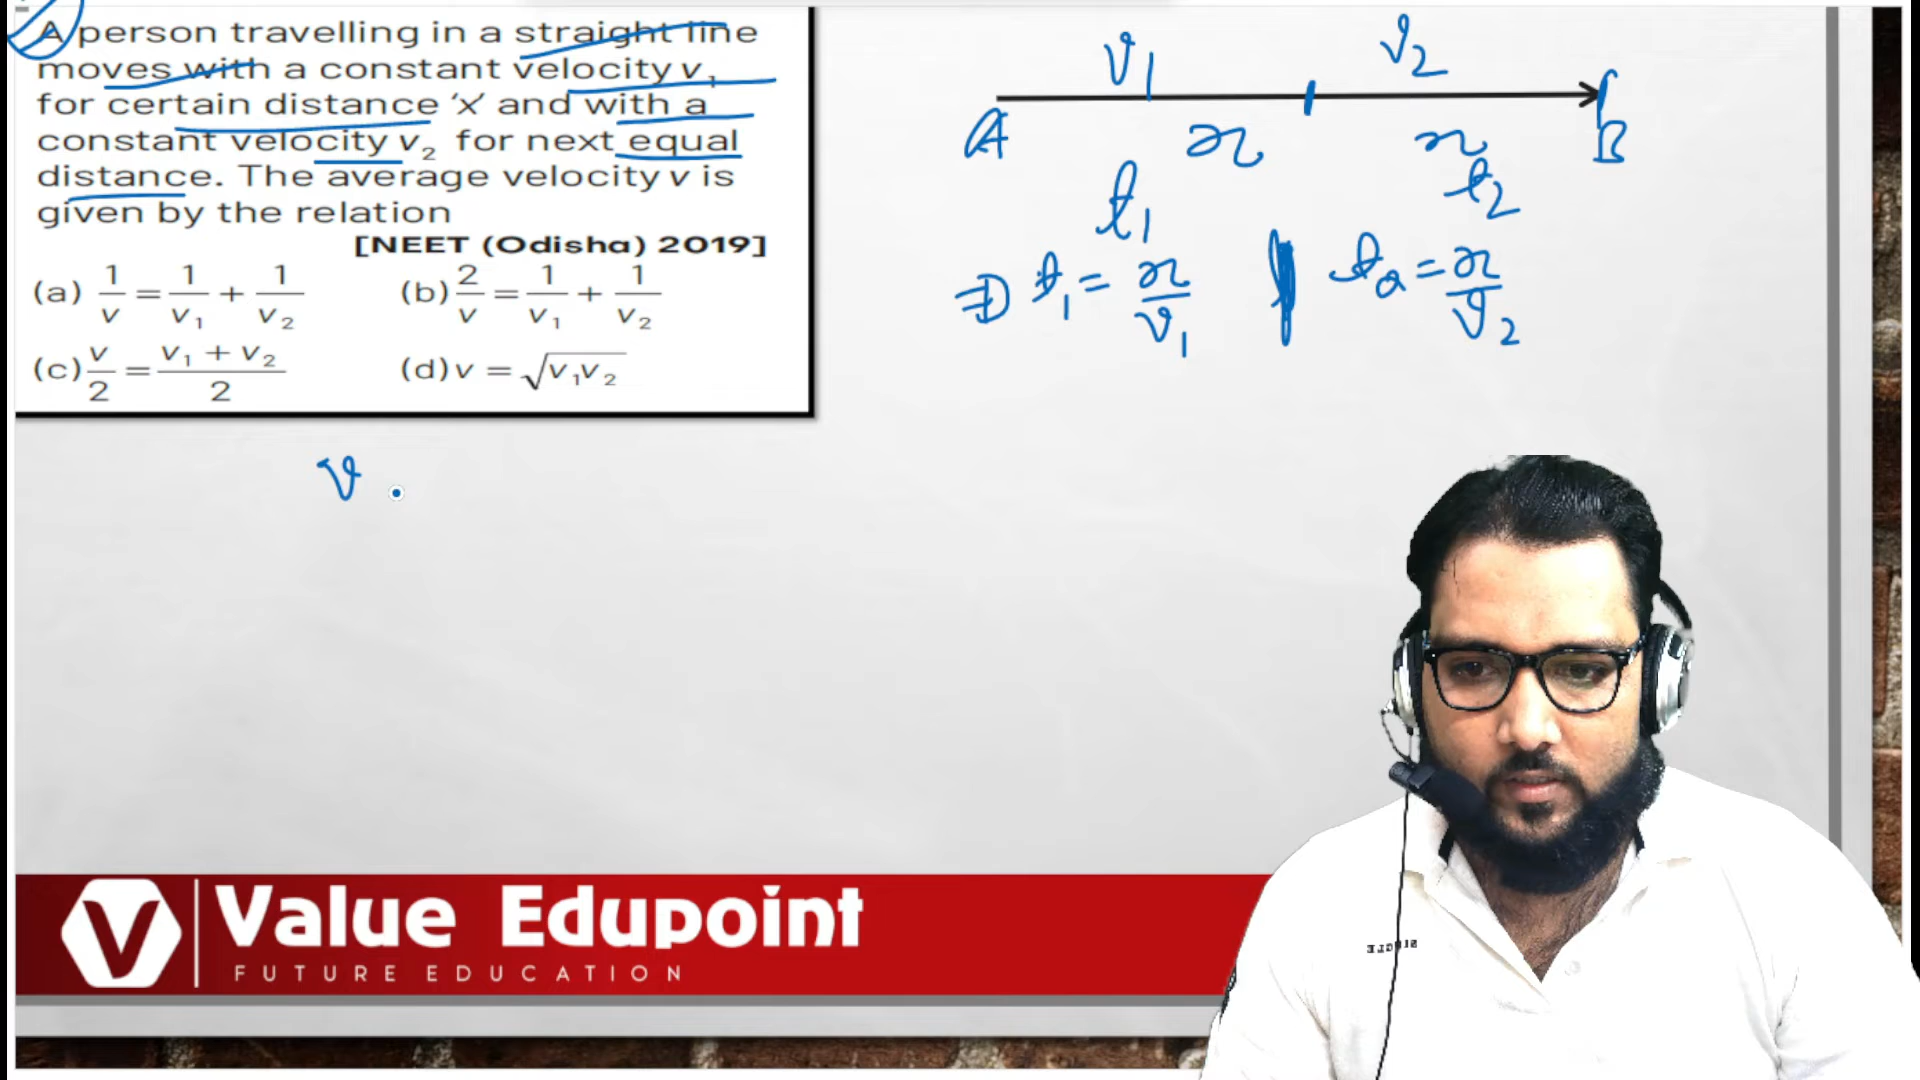 A person travelling in a straight line
moves with a constant velocity v₁
for certain distance ‘x’ and with a
constant velocity v₂ for next equal
distance. The average velocity v is
given by the relation
[NEET (Odisha) 2019]
(a) 1/v = 1/v₁ + 1/v₂ (b) 2/v = 1/v₁ + 1/v₂
(c) v/2 = (v₁ + v₂)/2 (d) v = √v₁v₂
v₁ v₂
A x x B
t₁ t₂
⇒ t₁ = x/v₁ t₂ = x/v₂
v
V Value Edupoint
FUTURE EDUCATION